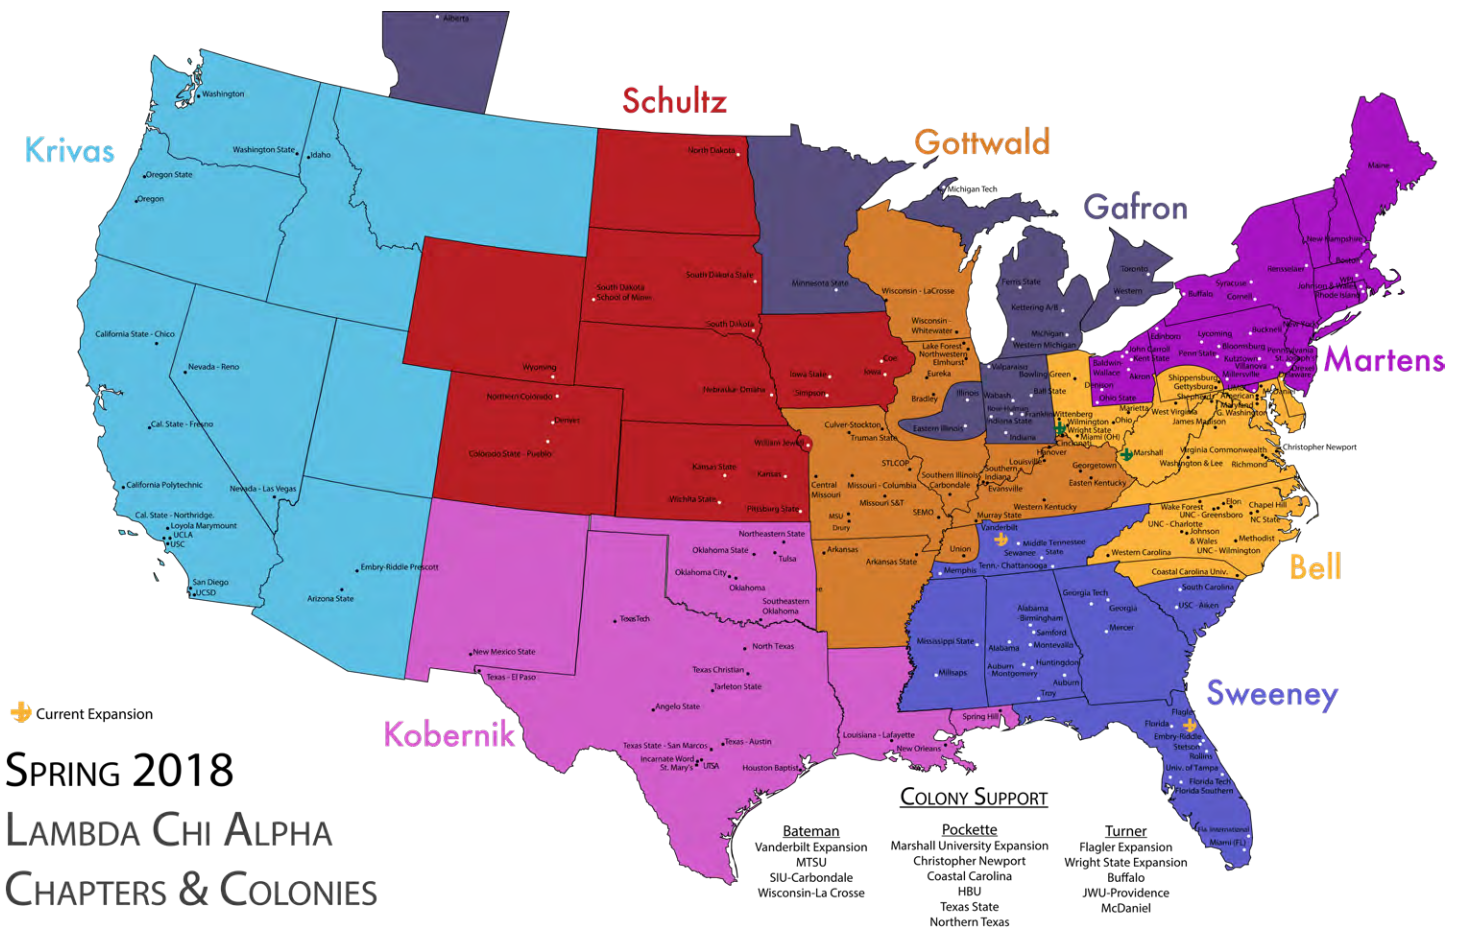 Alberta
Schultz
Krivas
Gottwald
Gafron
Martens
Bell
Sweeney
Kobernik
Washington
Washington State
Idaho
Oregon State
Oregon
California State - Chico
Nevada - Reno
Cal. State - Fresno
California Polytechnic
Nevada - Las Vegas
Cal. State - Northridge
Loyola Marymount
UCLA
USC
San Diego
UCSD
Embry-Riddle Prescott
Arizona State
North Dakota
South Dakota State
South Dakota
School of Mines
South Dakota
Wyoming
Northern Colorado
Denver
Colorado State - Pueblo
Nebraska-Omaha
Kansas State
Kansas
Wichita State
Pittsburg State
William Jewell
Iowa State
Simpson
Coe
Iowa
Minnesota State
Michigan Tech
Wisconsin - LaCrosse
Wisconsin -
Whitewater
Lake Forest
Northwestern
Elmhurst
Eureka
Bradley
Illinois
Eastern Illinois
Culver-Stockton
Truman State
STLCOP
Central
Missouri
Missouri - Columbia
Missouri S&T
MSU
Drury
SEMO
Southern Illinois
Carbondale
Southern
Indiana
Evansville
Louisville
Georgetown
Eastern Kentucky
Western Kentucky
Murray State
Union
Arkansas
Arkansas State
Ferris State
Kettering A/B
Michigan
Western Michigan
Toronto
Western
Valparaiso
Wabash
Ball State
Rose-Hulman
Franklin
Indiana State
Indiana
Bowling Green
Wittenberg
Wilmington
Wright State
Miami (OH)
Cincinnati
Hanover
Ohio
Marietta
Marshall
West Virginia
Baldwin
Wallace
John Carroll
Kent State
Akron
Denison
Ohio State
Edinboro
Penn State
Lycoming
Bucknell
Bloomsburg
Kutztown
Villanova
Millersville
Pennsylvania
St. Joseph's
Drexel
Delaware
New York
Buffalo
Syracuse
Cornell
Rensselaer
New Hampshire
Boston
WPI
Johnson & Wales
Rhode Island
Maine
Shippensburg
Gettysburg
Shepherd
American
Maryland
G. Washington
McDaniel
James Madison
Virginia Commonwealth
Washington & Lee
Richmond
Christopher Newport
Wake Forest
Elon
Chapel Hill
UNC - Greensboro
NC State
UNC - Charlotte
Johnson
& Wales
Methodist
UNC - Wilmington
Western Carolina
Coastal Carolina Univ.
South Carolina
USC - Aiken
Vanderbilt
Middle Tennessee
State
Sewanee
Tenn.- Chattanooga
Memphis
Georgia Tech
Georgia
Mercer
Alabama
-Birmingham
Samford
Montevallo
Alabama
Auburn
Montgomery
Huntingdon
Auburn
Troy
Mississippi State
Millsaps
Spring Hill
Louisiana - Lafayette
New Orleans
Flagler
Florida
Embry-Riddle
Stetson
Rollins
Univ. of Tampa
Florida Tech
Florida Southern
Fla. International
Miami (FL)
Northeastern State
Oklahoma State
Tulsa
Oklahoma City
Oklahoma
Southeastern
Oklahoma
Texas Tech
New Mexico State
Texas - El Paso
North Texas
Texas Christian
Tarleton State
Angelo State
Texas State - San Marcos
Texas - Austin
Incarnate Word
St. Mary's
UTSA
Houston Baptist
Current Expansion
Spring 2018
Lambda Chi Alpha
Chapters & Colonies
Colony Support
Bateman
Vanderbilt Expansion
MTSU
SIU-Carbondale
Wisconsin-La Crosse
Pockette
Marshall University Expansion
Christopher Newport
Coastal Carolina
HBU
Texas State
Northern Texas
Turner
Flagler Expansion
Wright State Expansion
Buffalo
JWU-Providence
McDaniel